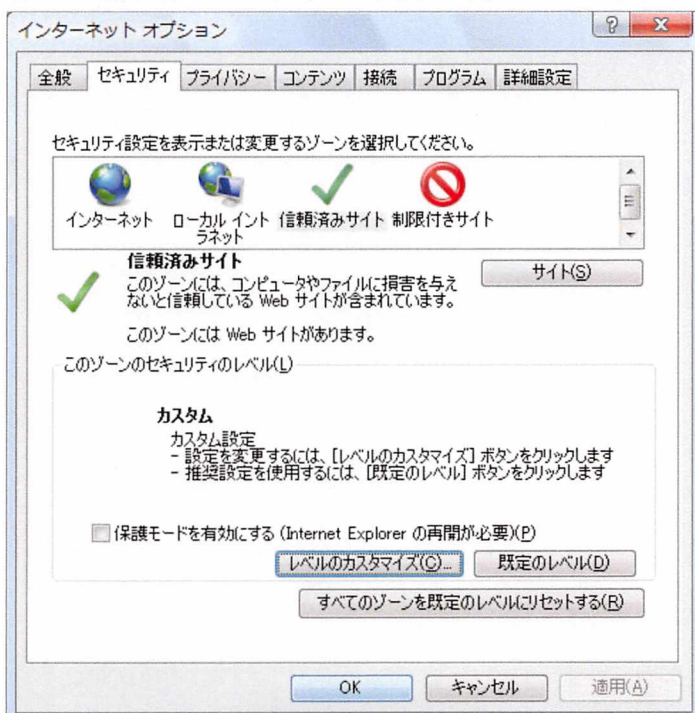 インターネット オプション
全般 セキュリティ プライバシー コンテンツ 接続 プログラム 詳細設定
セキュリティ設定を表示または変更するゾーンを選択してください。
インターネット
ローカル イント
ラネット
信頼済みサイト
制限付きサイト
信頼済みサイト
このゾーンには、コンピュータやファイルに損害を与え
ないと信頼している Web サイトが含まれています。
サイト(S)
このゾーンには Web サイトがあります。
このゾーンのセキュリティのレベル(L)
カスタム
カスタム設定
- 設定を変更するには、[レベルのカスタマイズ] ボタンをクリックします
- 推奨設定を使用するには、[既定のレベル] ボタンをクリックします
保護モードを有効にする (Internet Explorer の再開が必要)(P)
レベルのカスタマイズ(C)... 既定のレベル(D)
すべてのゾーンを既定のレベルにリセットする(R)
OK キャンセル 適用(A)